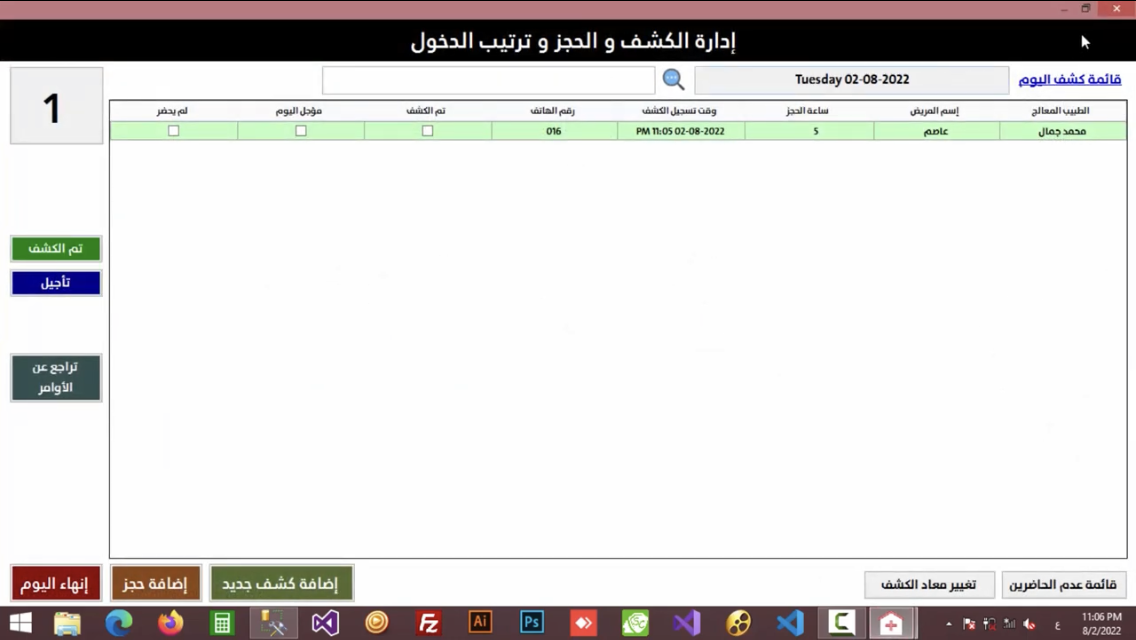 إدارة الكشف و الحجز و ترتيب الدخول
قائمة كشف اليوم
Tuesday 02-08-2022
1
الطبيب المعالج إسم المريض ساعة الحجز وقت تسجيل الكشف رقم الهاتف تم الكشف مؤجل اليوم لم يحضر
محمد جمال عاصم 5 02-08-2022 11:05 PM 016
تم الكشف
تأجيل
تراجع عن
الأوامر
قائمة عدم الحاضرين
تغيير معاد الكشف
إضافة كشف جديد
إضافة حجز
إنهاء اليوم
Fz
Ai
Ps
C
ع
11:06 PM
8/2/2022